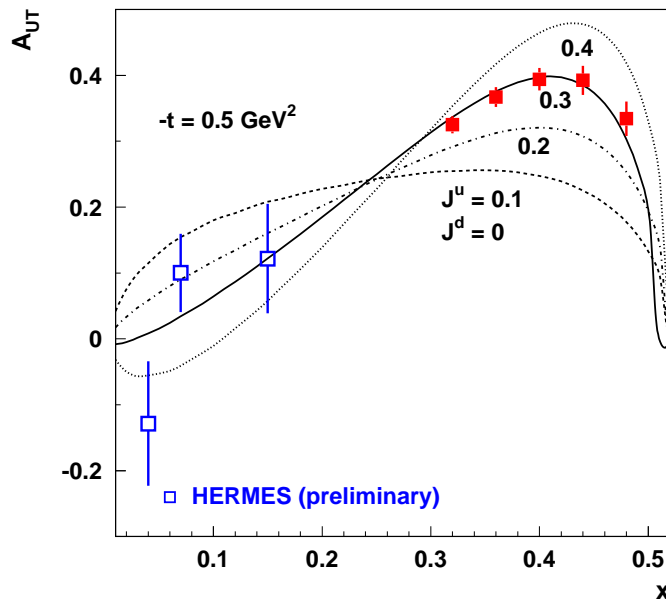 A_UT
0.4
0.4
-t = 0.5 GeV²
0.3
0.2
0.2
J^u = 0.1
J^d = 0
0
-0.2
HERMES (preliminary)
0.1 0.2 0.3 0.4 0.5
x